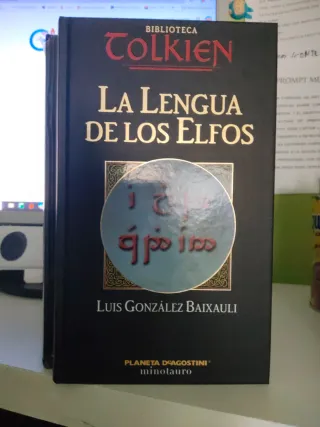 BIBLIOTECA
TOLKIEN
LA LENGUA
DE LOS ELFOS
LUIS GONZÁLEZ BAIXAULI
PLANETA DEAGOSTINI
minotauro